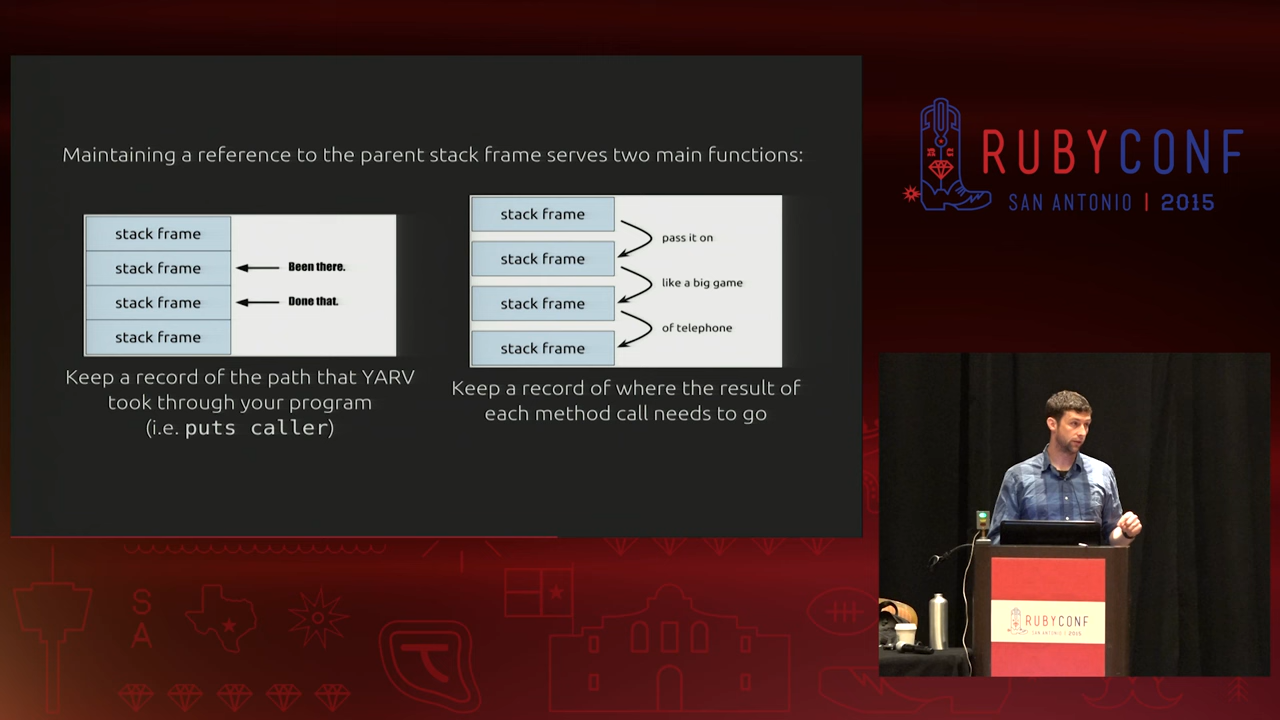 Maintaining a reference to the parent stack frame serves two main functions:
stack frame
stack frame
stack frame
stack frame
Been there.
Done that.
Keep a record of the path that YARV
took through your program
(i.e. puts caller)
stack frame
stack frame
stack frame
stack frame
pass it on
like a big game
of telephone
Keep a record of where the result of
each method call needs to go
RUBYCONF
SAN ANTONIO | 2015
RUBYCONF
SAN ANTONIO | 2015
S
A